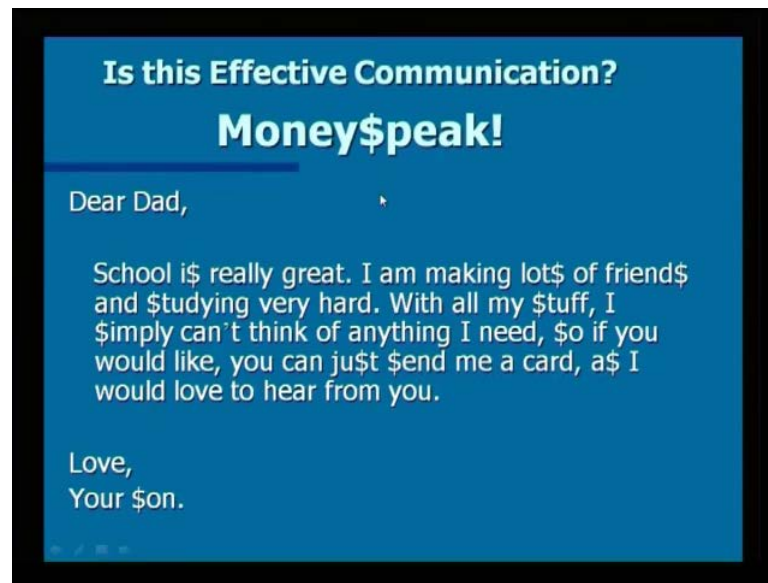 Is this Effective Communication?
Money$peak!
Dear Dad,
School i$ really great. I am making lot$ of friend$
and $tudying very hard. With all my $tuff, I
$imply can't think of anything I need, $o if you
would like, you can ju$t $end me a card, a$ I
would love to hear from you.
Love,
Your $on.